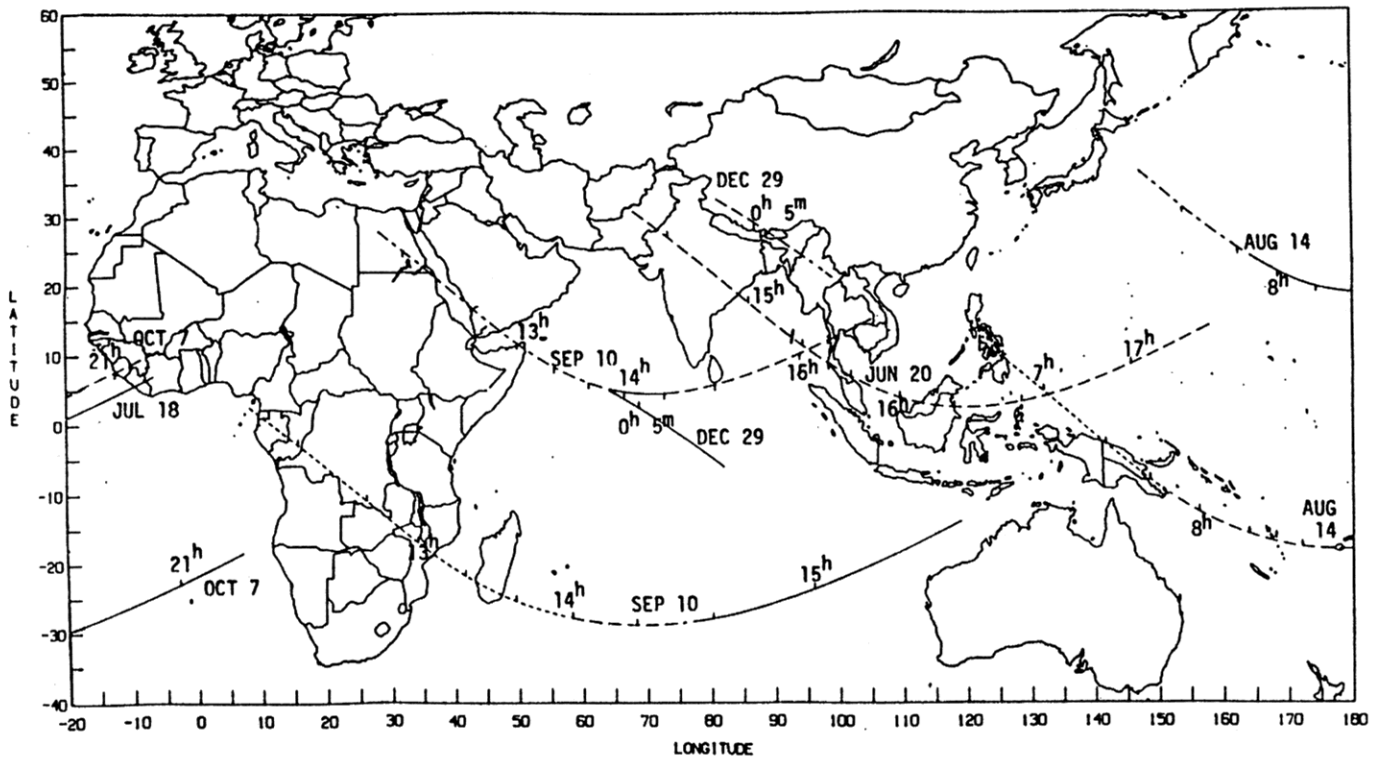 60
50
40
30
20
10
0
-10
-20
-30
-40
LATITUDE
DEC 29
0h 5m
AUG 14
8h
15h
13h
OCT 7
21h
SEP 10
14h
17h
7h
16h
JUN 20
16h
JUL 18
0h 5m
DEC 29
AUG
14
8h
13h
21h
OCT 7
14h
SEP 10
15h
-20 -10 0 10 20 30 40 50 60 70 80 90 100 110 120 130 140 150 160 170 180
LONGITUDE